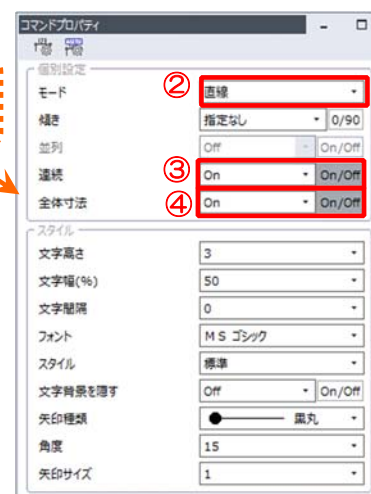 コマンドプロパティ
個別設定
モード ② 直線
傾き 指定なし 0/90
並列 Off On/Off
連続 ③ On On/Off
全体寸法 ④ On On/Off
スタイル
文字高さ 3
文字幅(%) 50
文字間隔 0
フォント ＭＳ ゴシック
スタイル 標準
文字背景を隠す Off On/Off
矢印種類 黒丸
角度 15
矢印サイズ 1